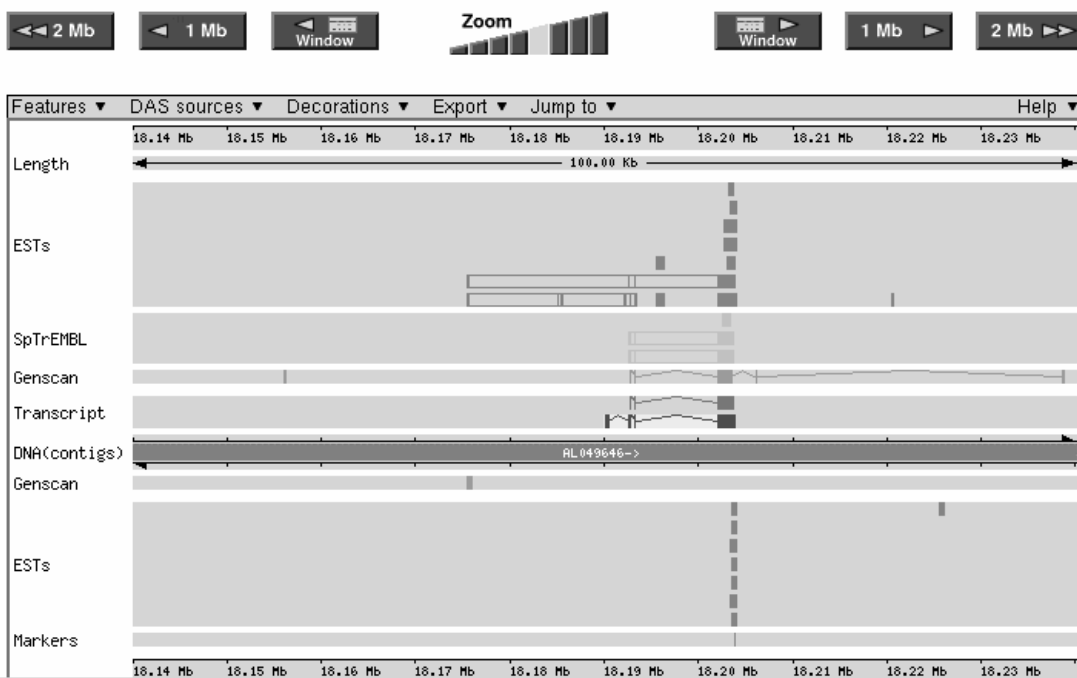 2 Mb 1 Mb Window Zoom Window 1 Mb 2 Mb
Features DAS sources Decorations Export Jump to Help
18.14 Mb 18.15 Mb 18.16 Mb 18.17 Mb 18.18 Mb 18.19 Mb 18.20 Mb 18.21 Mb 18.22 Mb 18.23 Mb
Length 100.00 Kb
ESTs
SpTrEMBL
Genscan
Transcript
DNA(contigs) AL049646->
Genscan
ESTs
Markers
18.14 Mb 18.15 Mb 18.16 Mb 18.17 Mb 18.18 Mb 18.19 Mb 18.20 Mb 18.21 Mb 18.22 Mb 18.23 Mb